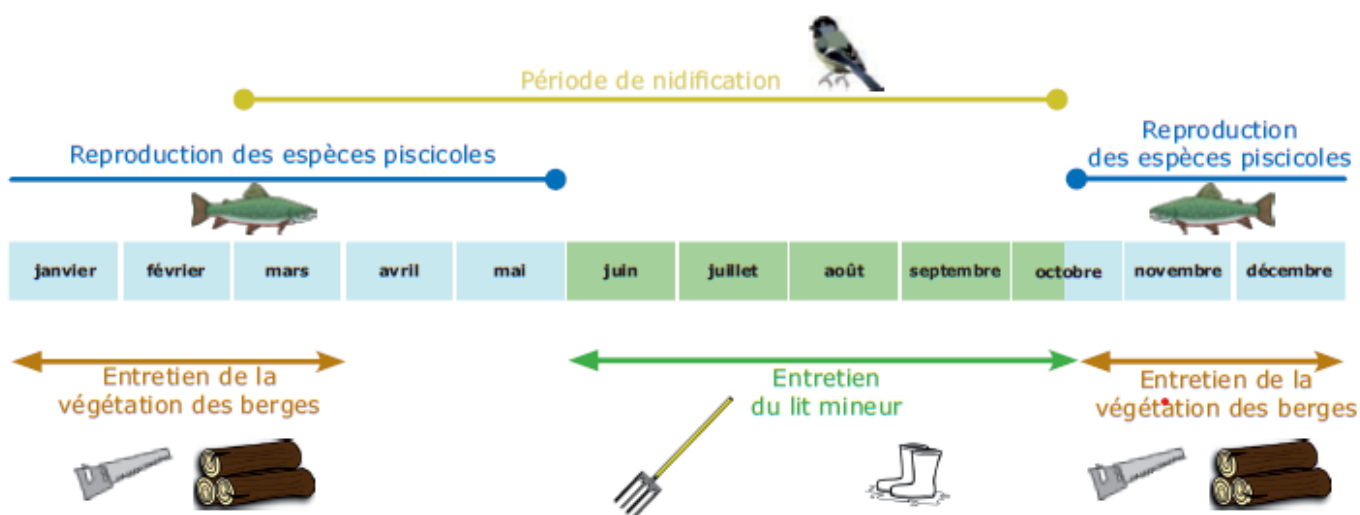 Période de nidification
Reproduction des espèces piscicoles
Reproduction
des espèces piscicoles
janvier février mars avril mai juin juillet août septembre octobre novembre décembre
Entretien de la
végétation des berges
Entretien
du lit mineur
Entretien de la
végétation des berges